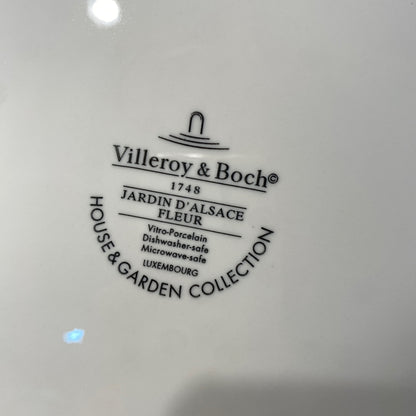 Villeroy & Boch©
1748
JARDIN D'ALSACE
FLEUR
Vitro-Porcelain
Dishwasher-safe
Microwave-safe
LUXEMBOURG
HOUSE & GARDEN COLLECTION